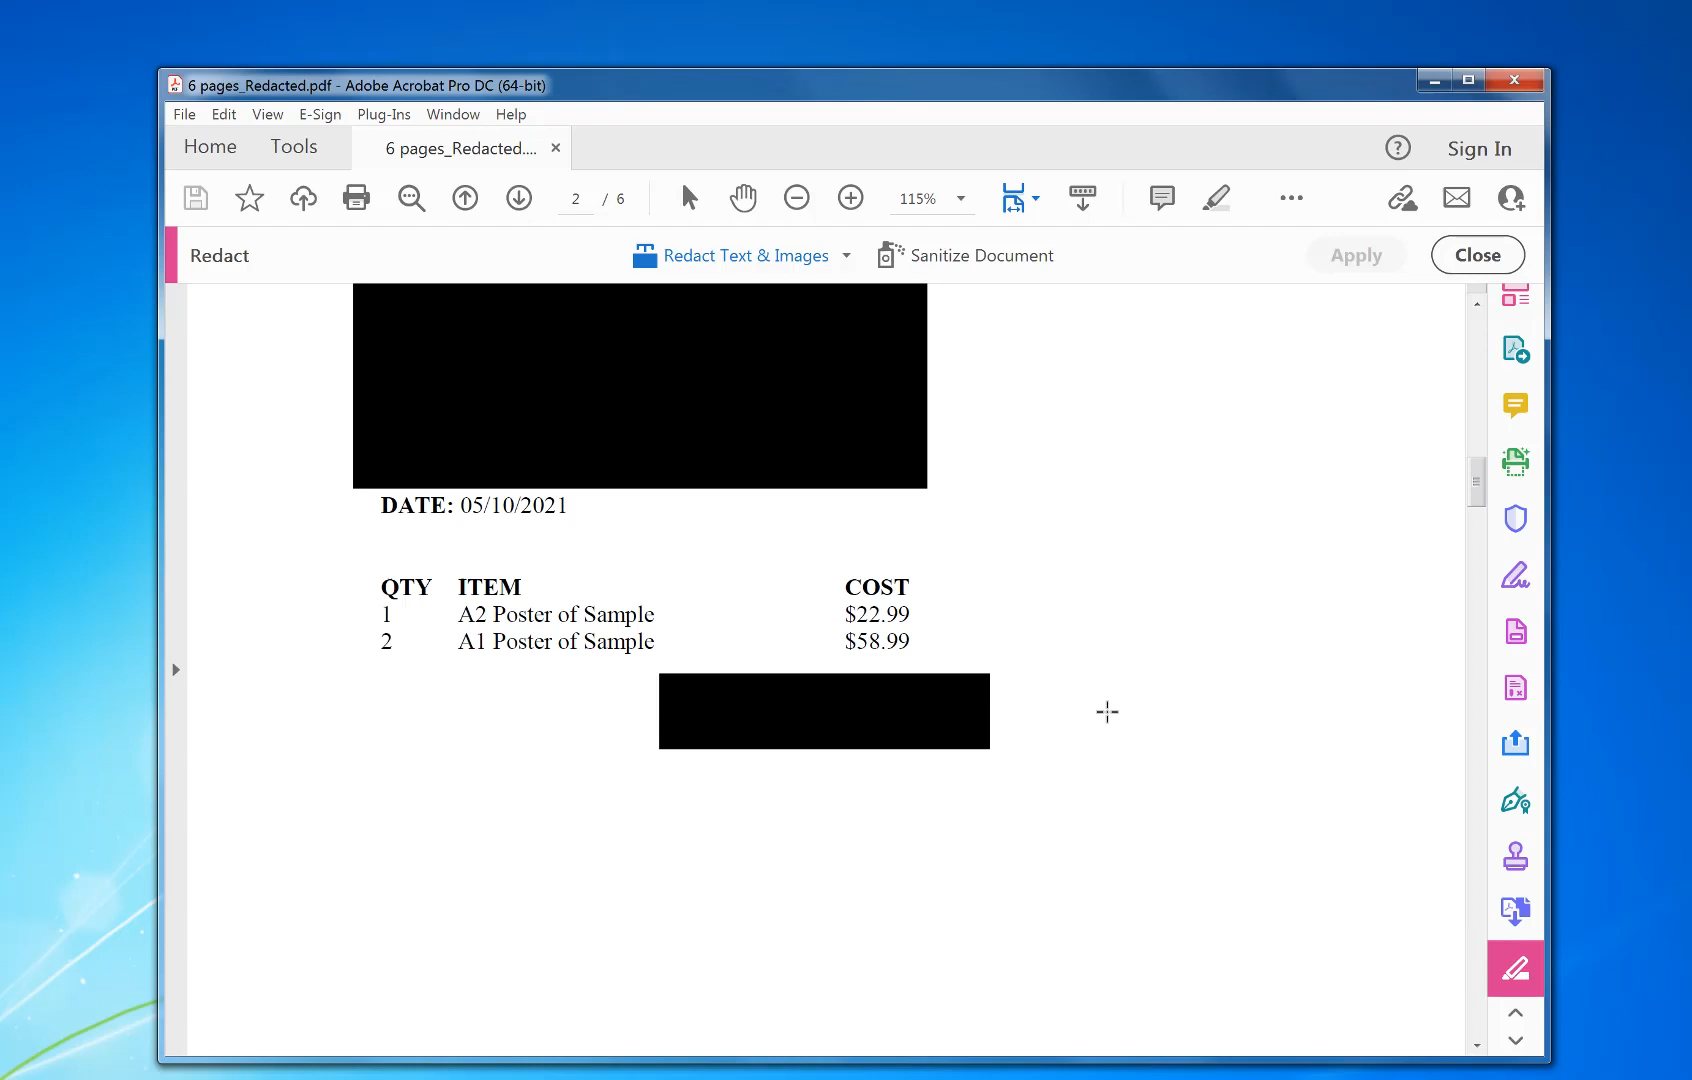 6 pages_Redacted.pdf - Adobe Acrobat Pro DC (64-bit)
File Edit View E-Sign Plug-Ins Window Help
Home Tools 6 pages_Redacted.... Sign In
2 / 6 115%
Redact Redact Text & Images Sanitize Document Apply Close
DATE: 05/10/2021
QTY ITEM COST
1 A2 Poster of Sample $22.99
2 A1 Poster of Sample $58.99